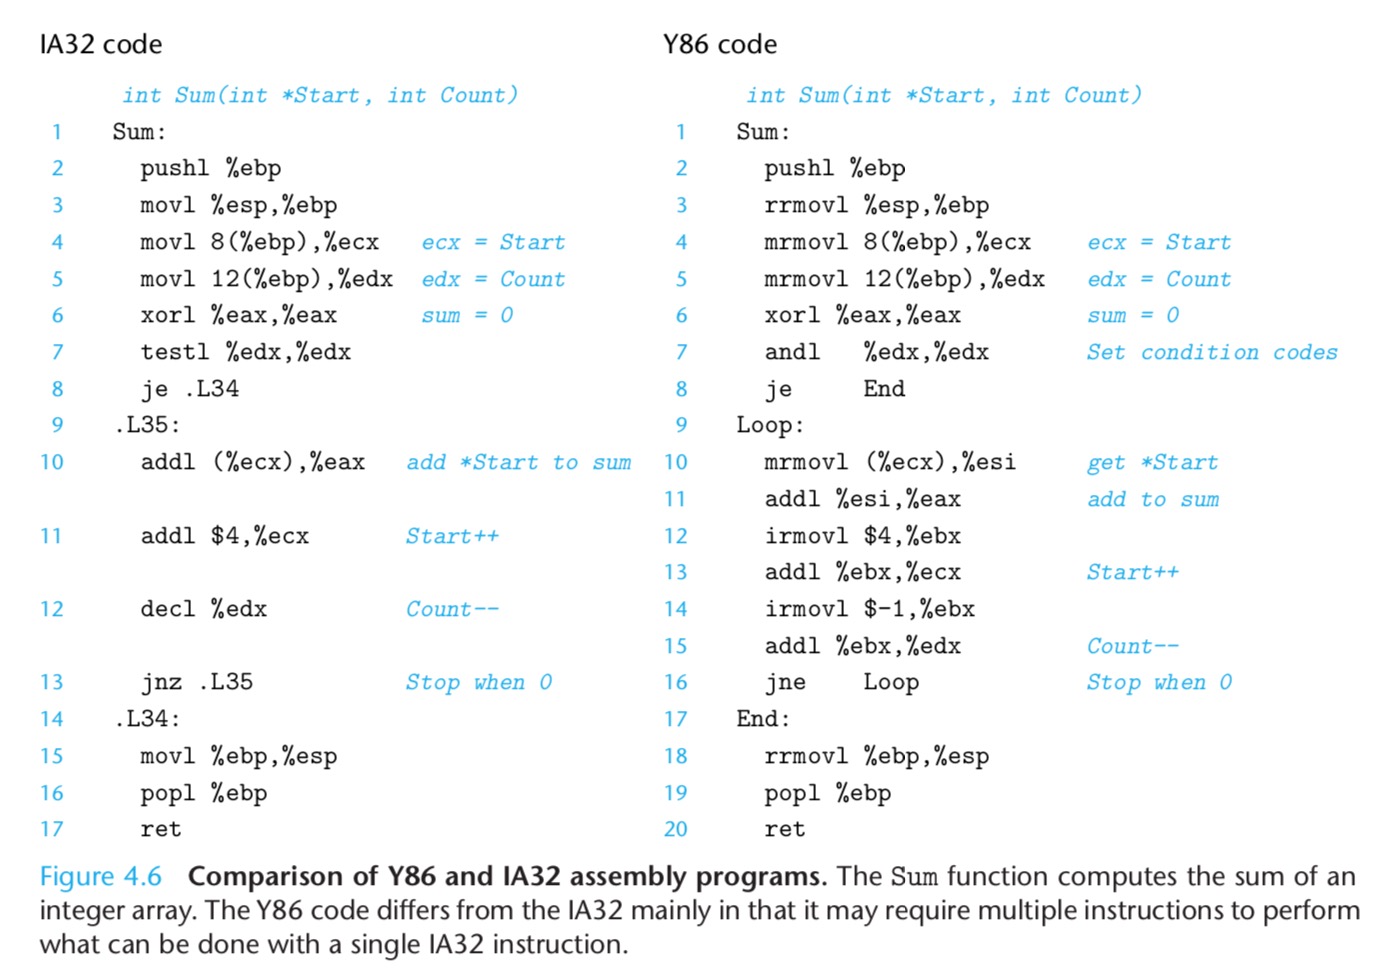 IA32 code
int Sum(int *Start, int Count)
1 Sum:
2 pushl %ebp
3 movl %esp,%ebp
4 movl 8(%ebp),%ecx ecx = Start
5 movl 12(%ebp),%edx edx = Count
6 xorl %eax,%eax sum = 0
7 testl %edx,%edx
8 je .L34
9 .L35:
10 addl (%ecx),%eax add *Start to sum
11 addl $4,%ecx Start++
12 decl %edx Count--
13 jnz .L35 Stop when 0
14 .L34:
15 movl %ebp,%esp
16 popl %ebp
17 ret
Y86 code
int Sum(int *Start, int Count)
1 Sum:
2 pushl %ebp
3 rrmovl %esp,%ebp
4 mrmovl 8(%ebp),%ecx ecx = Start
5 mrmovl 12(%ebp),%edx edx = Count
6 xorl %eax,%eax sum = 0
7 andl %edx,%edx Set condition codes
8 je End
9 Loop:
10 mrmovl (%ecx),%esi get *Start
11 addl %esi,%eax add to sum
12 irmovl $4,%ebx
13 addl %ebx,%ecx Start++
14 irmovl $-1,%ebx
15 addl %ebx,%edx Count--
16 jne Loop Stop when 0
17 End:
18 rrmovl %ebp,%esp
19 popl %ebp
20 ret
Figure 4.6 Comparison of Y86 and IA32 assembly programs. The Sum function computes the sum of an
integer array. The Y86 code differs from the IA32 mainly in that it may require multiple instructions to perform
what can be done with a single IA32 instruction.